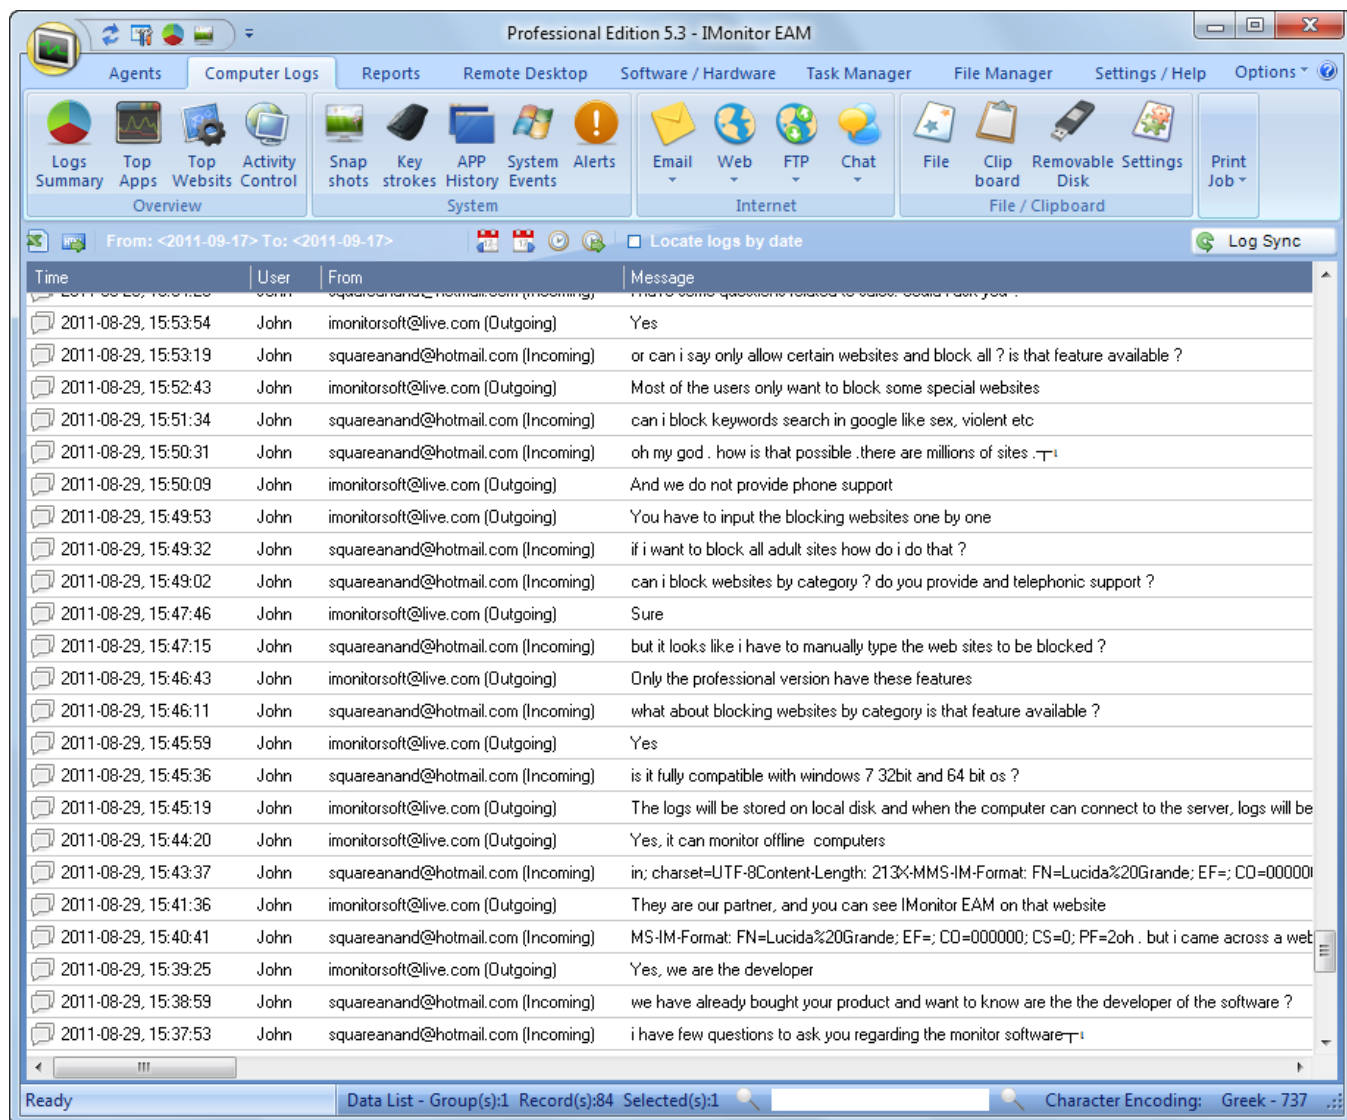 Professional Edition 5.3 - IMonitor EAM
Agents Computer Logs Reports Remote Desktop Software / Hardware Task Manager File Manager Settings / Help Options
Logs Summary Top Apps Top Websits Activity Control Snap shots Key strokes APP History System Events Alerts Email Web FTP Chat File Clip board Removable Disk Settings Print Job
Overview System Internet File / Clipboard
From: <2011-09-17> To: <2011-09-17> Locate logs by date Log Sync
Time User From Message
2011-08-29, 15:53:54 John imonitorsoft@live.com (Outgoing) Yes
2011-08-29, 15:53:19 John squareanand@hotmail.com (Incoming) or can i say only allow certain websites and block all ? is that feature available ?
2011-08-29, 15:52:43 John imonitorsoft@live.com (Outgoing) Most of the users only want to block some special websites
2011-08-29, 15:51:34 John squareanand@hotmail.com (Incoming) can i block keywords search in google like sex, violent etc
2011-08-29, 15:50:31 John squareanand@hotmail.com (Incoming) oh my god . how is that possible .there are millions of sites .
2011-08-29, 15:50:09 John imonitorsoft@live.com (Outgoing) And we do not provide phone support
2011-08-29, 15:49:53 John imonitorsoft@live.com (Outgoing) You have to input the blocking websites one by one
2011-08-29, 15:49:32 John squareanand@hotmail.com (Incoming) if i want to block all adult sites how do i do that ?
2011-08-29, 15:49:02 John squareanand@hotmail.com (Incoming) can i block websites by category ? do you provide and telephonic support ?
2011-08-29, 15:47:46 John imonitorsoft@live.com (Outgoing) Sure
2011-08-29, 15:47:15 John squareanand@hotmail.com (Incoming) but it looks like i have to manually type the web sites to be blocked ?
2011-08-29, 15:46:43 John imonitorsoft@live.com (Outgoing) Only the professional version have these features
2011-08-29, 15:46:11 John squareanand@hotmail.com (Incoming) what about blocking websites by category is that feature available ?
2011-08-29, 15:45:59 John imonitorsoft@live.com (Outgoing) Yes
2011-08-29, 15:45:36 John squareanand@hotmail.com (Incoming) is it fully compatible with windows 7 32bit and 64 bit os ?
2011-08-29, 15:45:19 John imonitorsoft@live.com (Outgoing) The logs will be stored on local disk and when the computer can connect to the server, logs will be
2011-08-29, 15:44:20 John imonitorsoft@live.com (Outgoing) Yes, it can monitor offline computers
2011-08-29, 15:43:37 John squareanand@hotmail.com (Incoming) in; charset=UTF-8Content-Length: 213X-MMS-IM-Format: FN=Lucida%20Grande; EF=; CO=00000
2011-08-29, 15:41:36 John imonitorsoft@live.com (Outgoing) They are our partner, and you can see IMonitor EAM on that website
2011-08-29, 15:40:41 John squareanand@hotmail.com (Incoming) MS-IM-Format: FN=Lucida%20Grande; EF=; CO=000000; CS=0; PF=2oh . but i came across a web
2011-08-29, 15:39:25 John imonitorsoft@live.com (Outgoing) Yes, we are the developer
2011-08-29, 15:38:59 John squareanand@hotmail.com (Incoming) we have already bought your product and want to know are the the developer of the software ?
2011-08-29, 15:37:53 John squareanand@hotmail.com (Incoming) i have few questions to ask you regarding the monitor software
Ready Data List - Group(s):1 Record(s):84 Selected(s):1 Character Encoding: Greek - 737